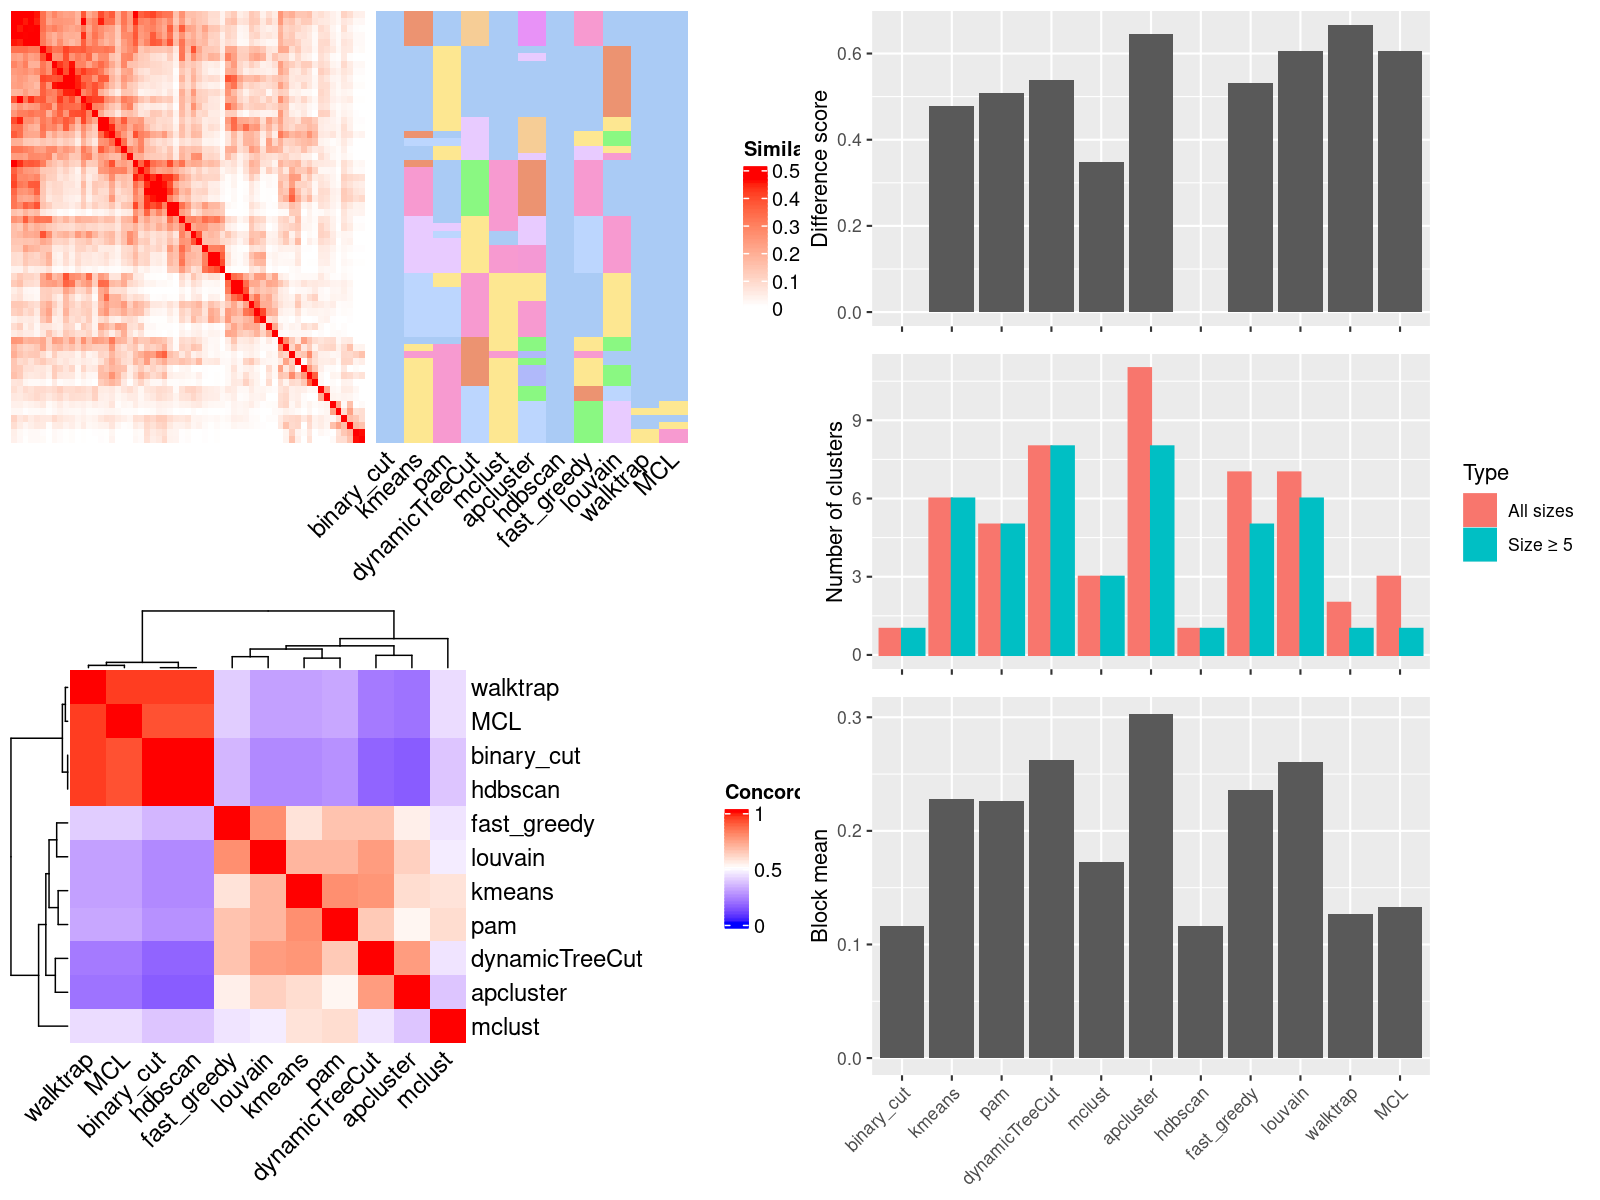 Simila
0.5
0.4
0.3
0.2
0.1
0
binary_cut
kmeans
pam
dynamicTreeCut
mclust
apcluster
hdbscan
fast_greedy
louvain
walktrap
MCL
walktrap
MCL
binary_cut
hdbscan
fast_greedy
louvain
kmeans
pam
dynamicTreeCut
apcluster
mclust
Concord
1
0.5
0
walktrap
MCL
binary_cut
hdbscan
fast_greedy
louvain
kmeans
pam
dynamicTreeCut
apcluster
mclust
Difference score
0.6
0.4
0.2
0.0
Number of clusters
9
6
3
0
Type
All sizes
Size ≥ 5
Block mean
0.3
0.2
0.1
0.0
binary_cut
kmeans
pam
dynamicTreeCut
mclust
apcluster
hdbscan
fast_greedy
louvain
walktrap
MCL